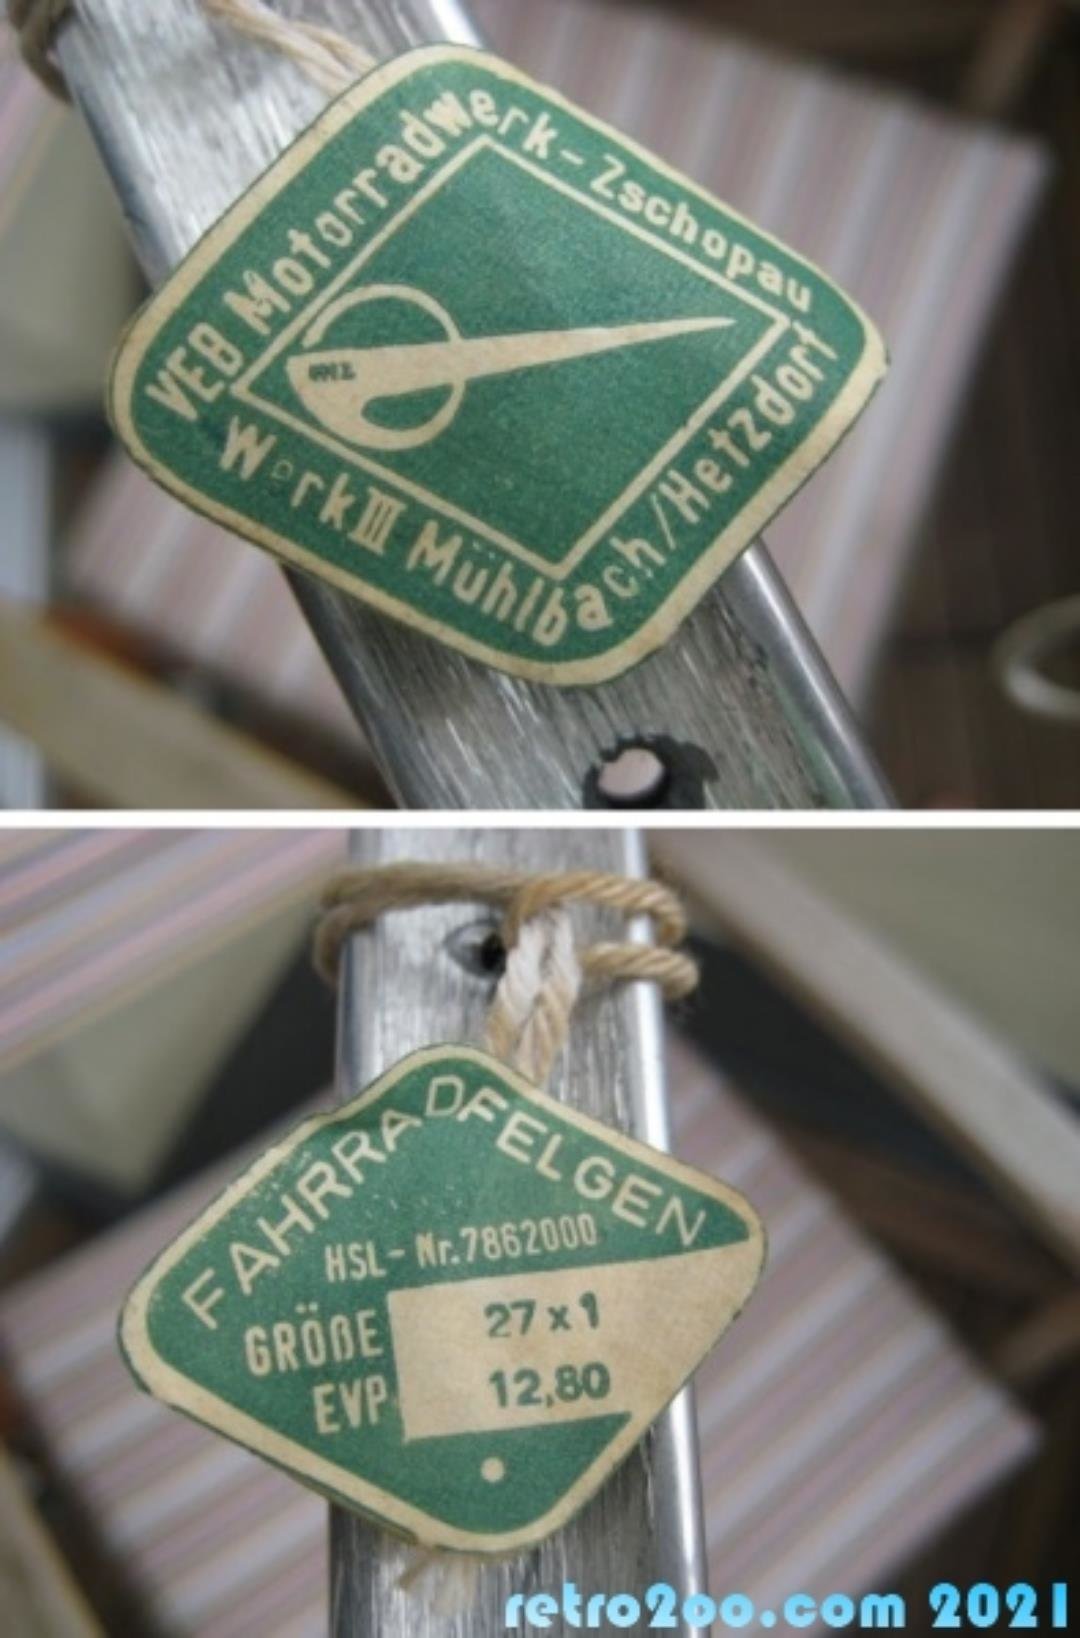 VEB Motorradwerk-Zschopau
Werk III Mühlbach/Hetzdorf
FAHRRADFELGEN
HSL-Nr.7862000
GRÖßE 27 x 1
EVP 12,80
retro2oo.com 2021